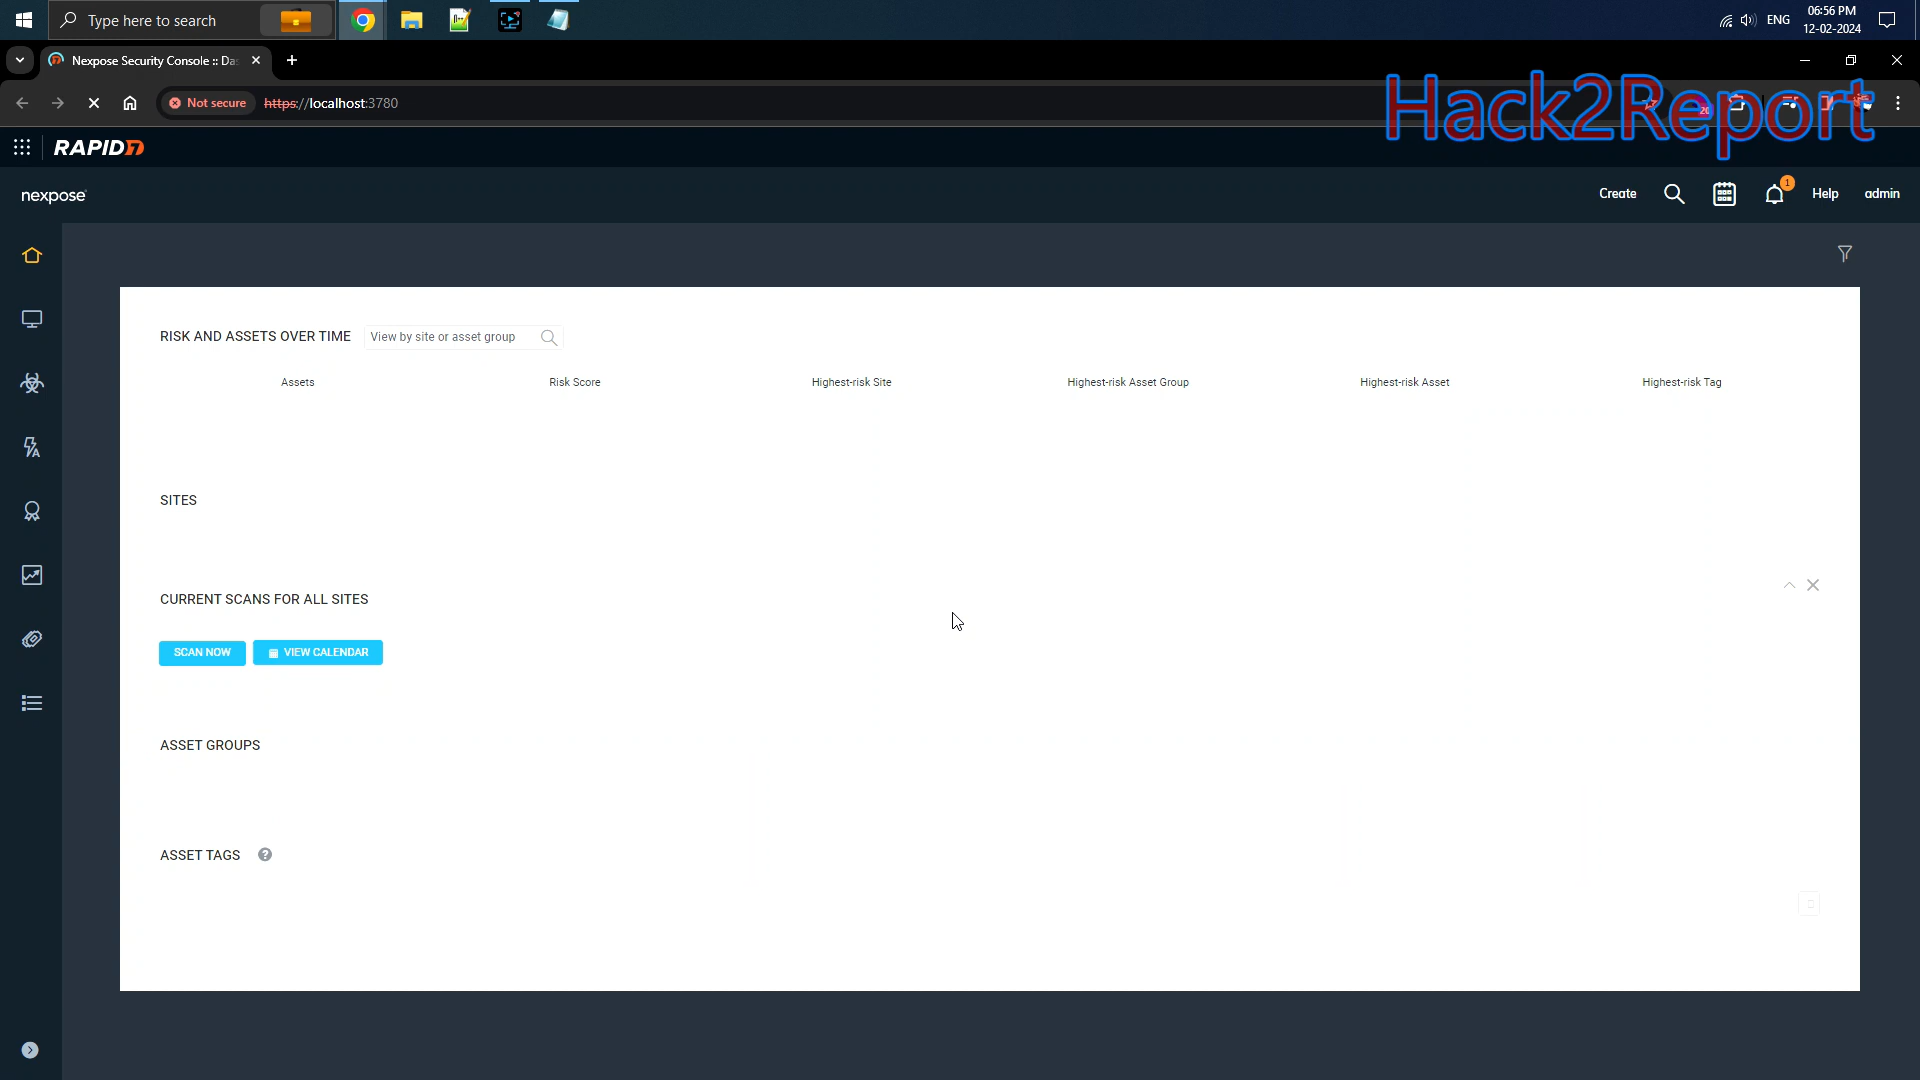 Type here to search
ENG
06:56 PM
12-02-2024
Nexpose Security Console :: Da
Not secure
https://localhost:3780
Hack2Report
RAPID7
nexpose
Create
1
Help
admin
RISK AND ASSETS OVER TIME
View by site or asset group
Assets
Risk Score
Highest-risk Site
Highest-risk Asset Group
Highest-risk Asset
Highest-risk Tag
SITES
CURRENT SCANS FOR ALL SITES
SCAN NOW
VIEW CALENDAR
ASSET GROUPS
ASSET TAGS